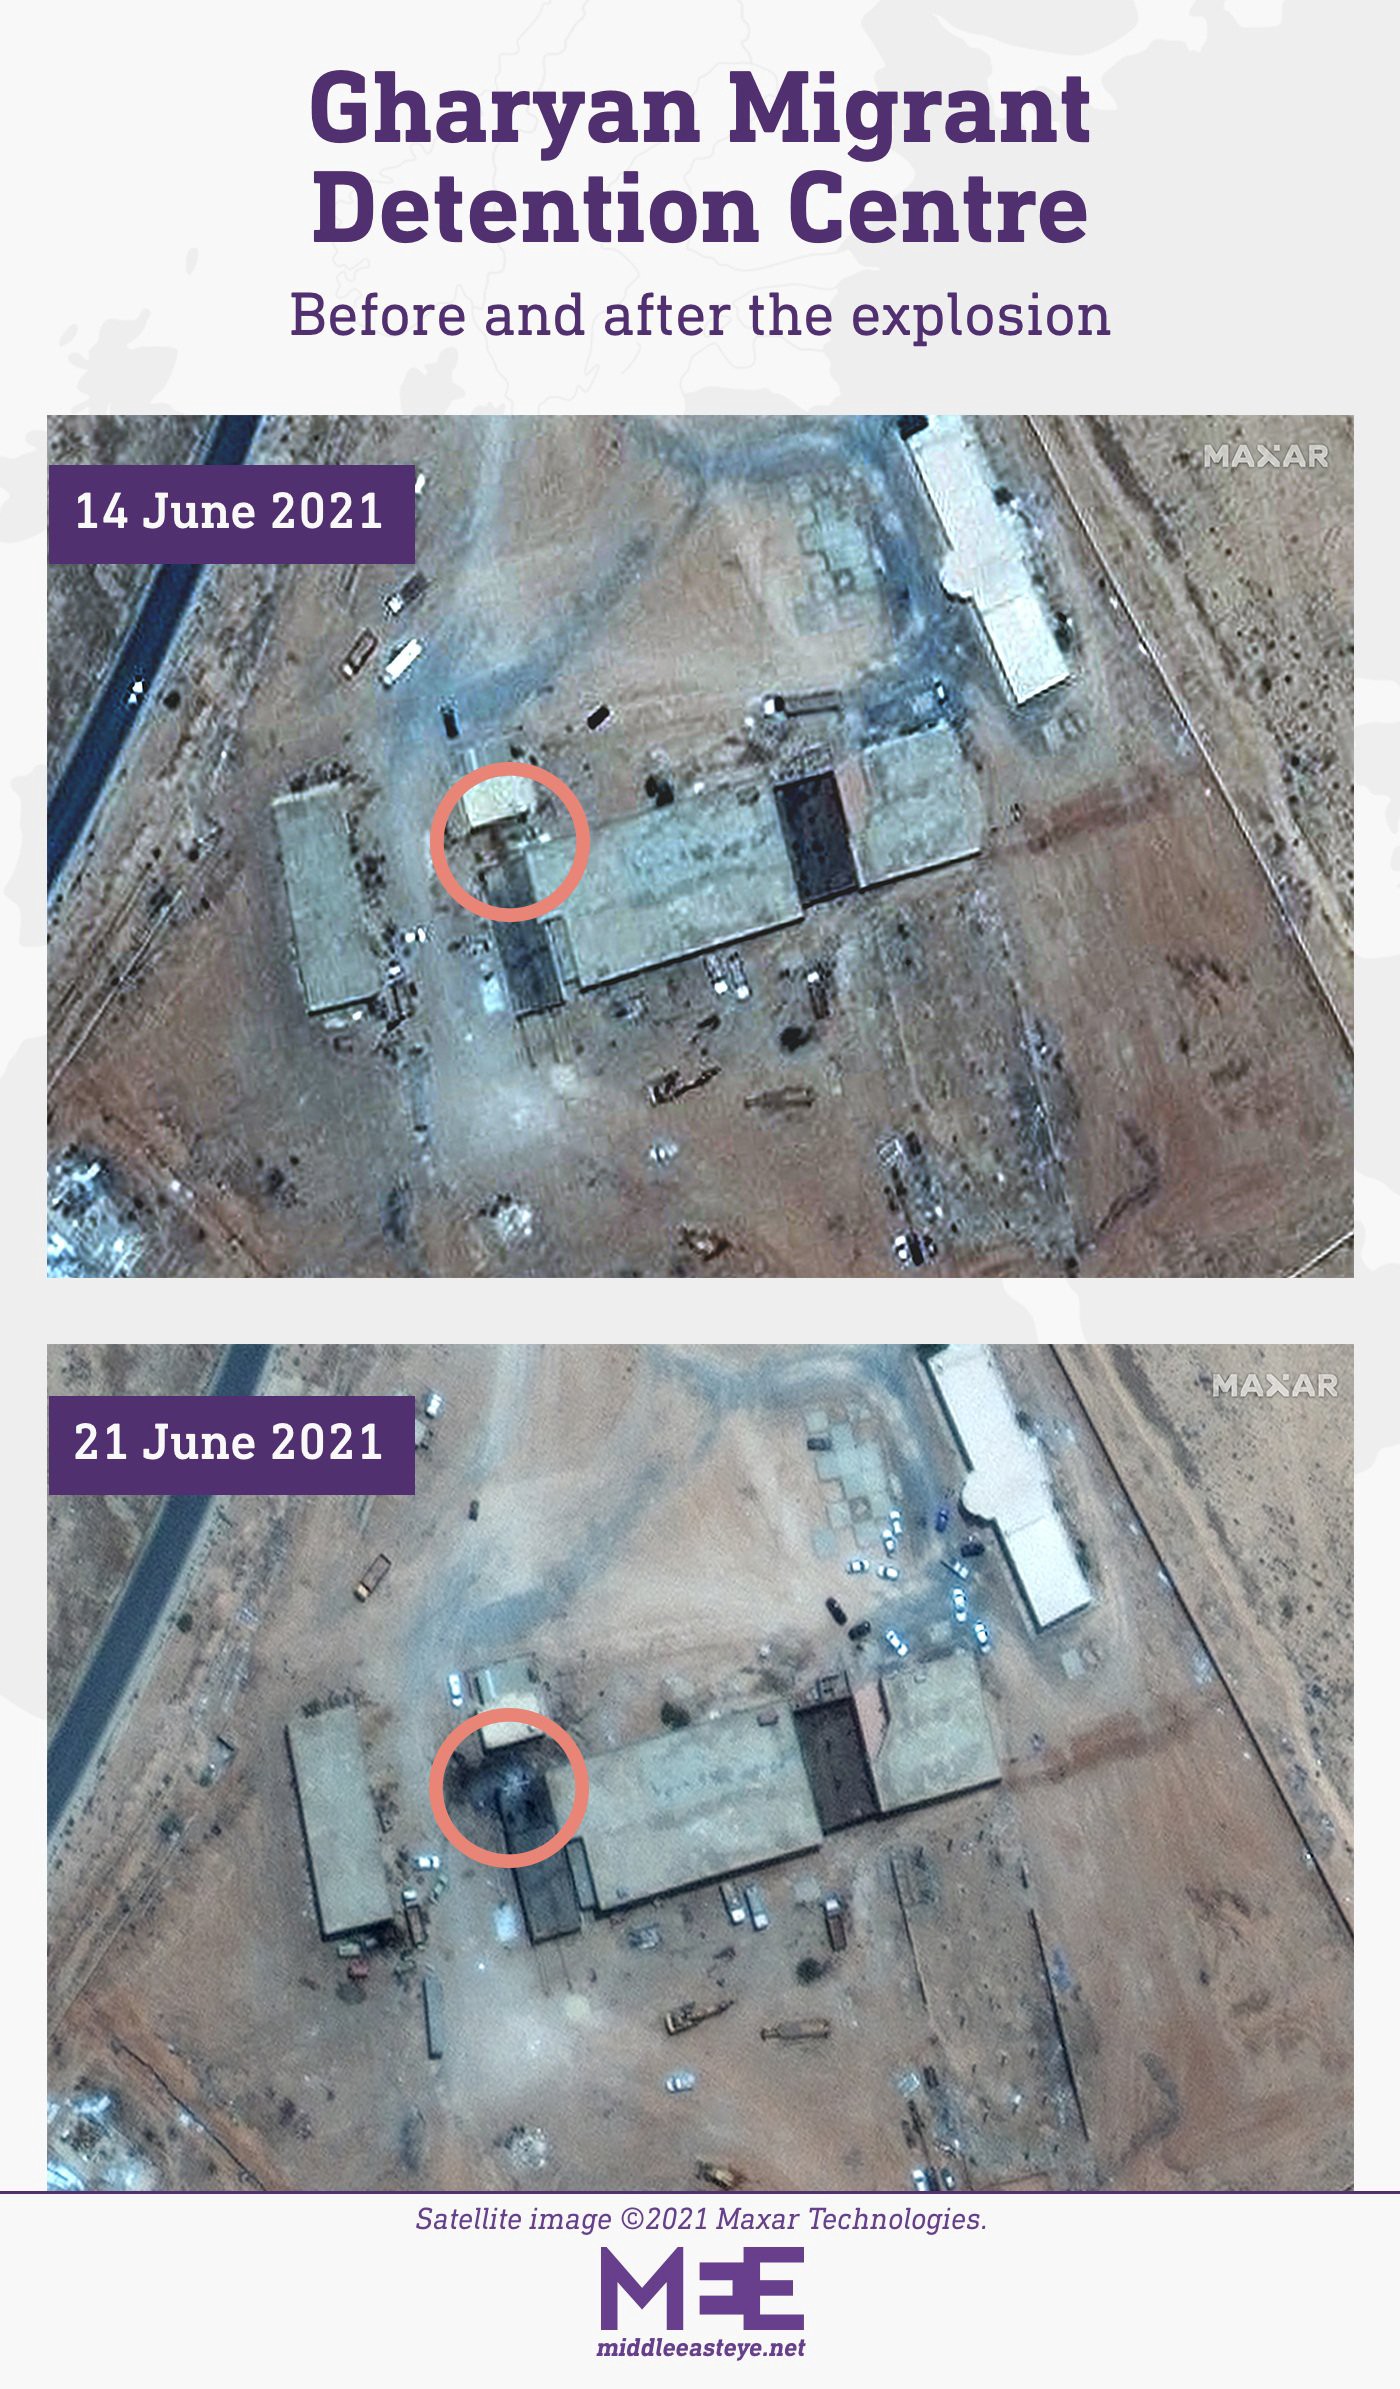 Gharyan Migrant
Detention Centre
Before and after the explosion
MAXAR
14 June 2021
MAXAR
21 June 2021
Satellite image ©2021 Maxar Technologies.
MEE
middleeasteye.net